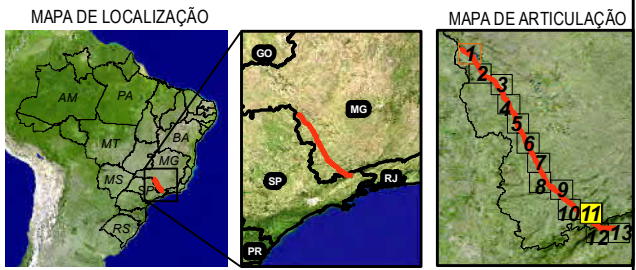 MAPA DE LOCALIZAÇÃO
AM
PA
MT
BA
MG
MS
SP
RS
GO
MG
SP
RJ
PR
MAPA DE ARTICULAÇÃO
1
2
3
4
5
6
7
8
9
10
11
12
13